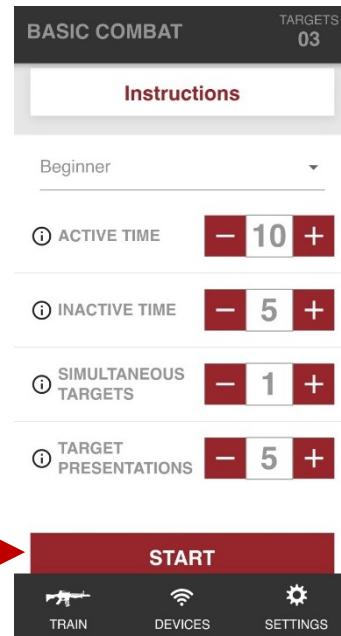 BASIC COMBAT
TARGETS
03
Instructions
Beginner
ACTIVE TIME
− 10 +
INACTIVE TIME
− 5 +
SIMULTANEOUS
TARGETS
− 1 +
TARGET
PRESENTATIONS
− 5 +
START
TRAIN DEVICES SETTINGS